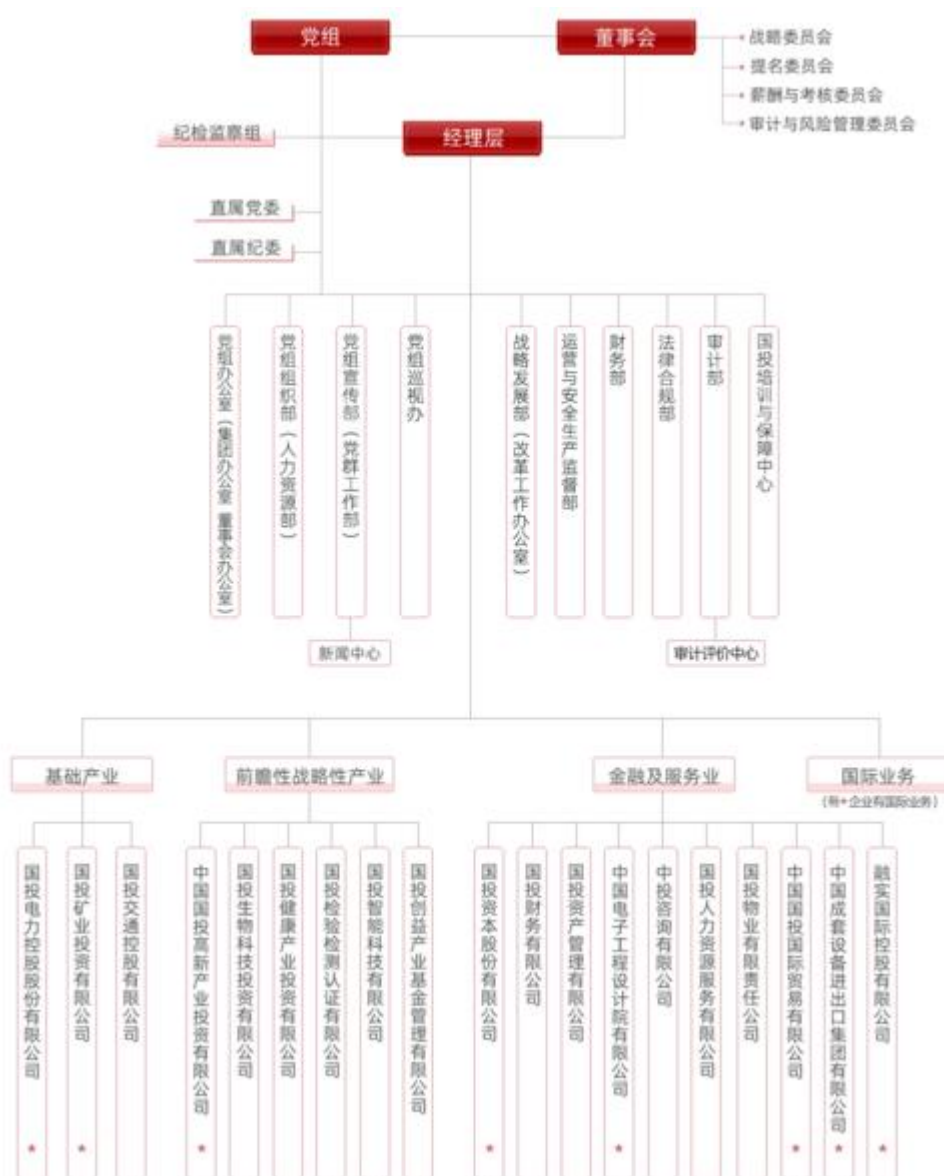 党组
董事会
战略委员会
提名委员会
薪酬与考核委员会
审计与风险管理委员会
纪检监察组
经理层
直属党委
直属纪委
党组办公室（集团办公室 董事会办公室）
党组组织部（人力资源部）
党组宣传部（党群工作部）
党组巡视办
战略发展部（改革工作办公室）
运营与安全生产监督部
财务部
法律合规部
审计部
国投培训与保障中心
新闻中心
审计评价中心
基础产业
前瞻性战略性产业
金融及服务业
国际业务
（有*企业有国际业务）
国投电力控股股份有限公司 *
国投矿业投资有限公司 *
国投交通控股有限公司
中国国投高新产业投资有限公司 *
国投生物科技投资有限公司
国投健康产业投资有限公司
国投检验检测认证有限公司
国投智能科技有限公司
国投创益产业基金管理有限公司
国投资本股份有限公司 *
国投财务有限公司
国投资产管理有限公司
中国电子工程设计院有限公司 *
中投咨询有限公司
国投人力资源服务有限公司
国投物业有限责任公司
中国国投国际贸易有限公司 *
中国成套设备进出口集团有限公司 *
融实国际控股有限公司 *